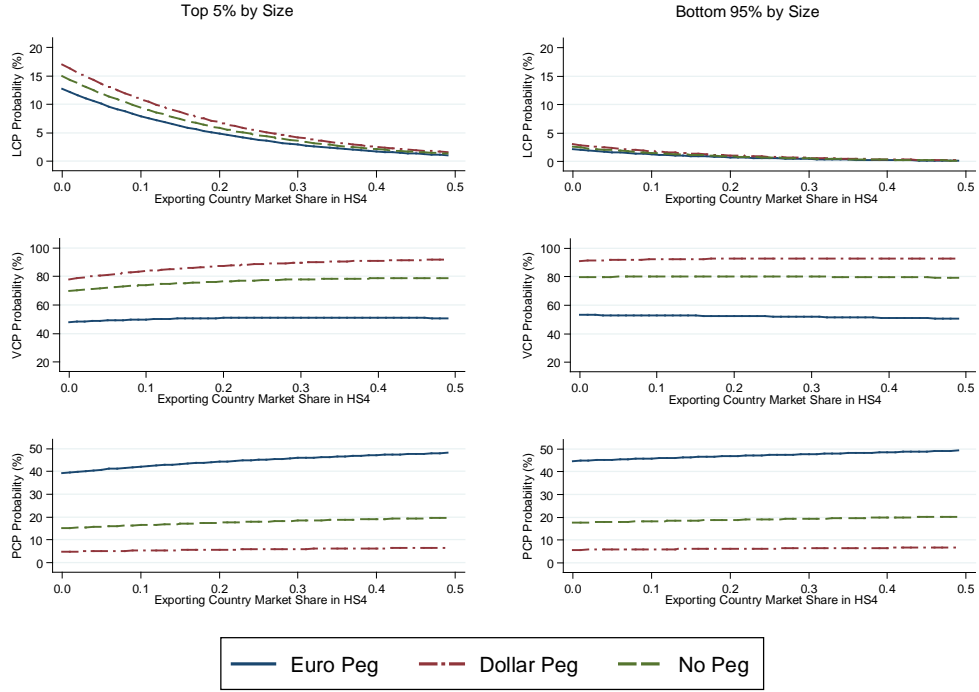 Top 5% by Size
Bottom 95% by Size
LCP Probability (%)
20
15
10
5
0
0.0 0.1 0.2 0.3 0.4 0.5
Exporting Country Market Share in HS4
LCP Probability (%)
20
15
10
5
0
0.0 0.1 0.2 0.3 0.4 0.5
Exporting Country Market Share in HS4
VCP Probability (%)
100
80
60
40
20
0.0 0.1 0.2 0.3 0.4 0.5
Exporting Country Market Share in HS4
VCP Probability (%)
100
80
60
40
20
0.0 0.1 0.2 0.3 0.4 0.5
Exporting Country Market Share in HS4
PCP Probability (%)
50
40
30
20
10
0
0.0 0.1 0.2 0.3 0.4 0.5
Exporting Country Market Share in HS4
PCP Probability (%)
50
40
30
20
10
0
0.0 0.1 0.2 0.3 0.4 0.5
Exporting Country Market Share in HS4
Euro Peg Dollar Peg No Peg